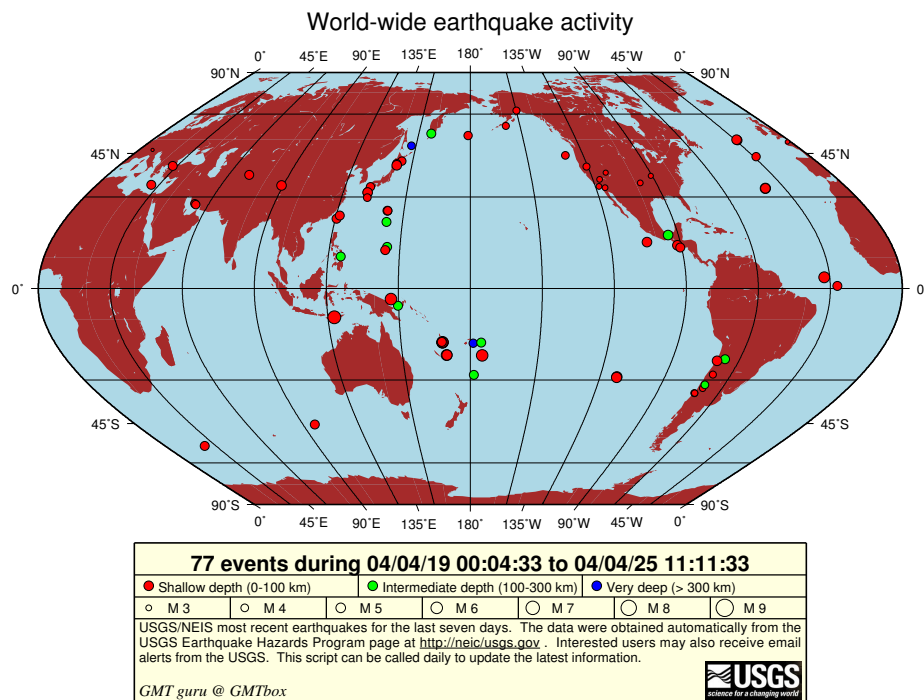 World-wide earthquake activity
0˚ 45˚E 90˚E 135˚E 180˚ 135˚W 90˚W 45˚W 0˚
90˚N 90˚N
45˚N 45˚N
0˚ 0˚
45˚S 45˚S
90˚S 90˚S
0˚ 45˚E 90˚E 135˚E 180˚ 135˚W 90˚W 45˚W 0˚
77 events during 04/04/19 00:04:33 to 04/04/25 11:11:33
Shallow depth (0-100 km) Intermediate depth (100-300 km) Very deep (> 300 km)
M 3 M 4 M 5 M 6 M 7 M 8 M 9
USGS/NEIS most recent earthquakes for the last seven days. The data were obtained automatically from the
USGS Earthquake Hazards Program page at http://neic/usgs.gov . Interested users may also receive email
alerts from the USGS. This script can be called daily to update the latest information.
USGS
science for a changing world
GMT guru @ GMTbox